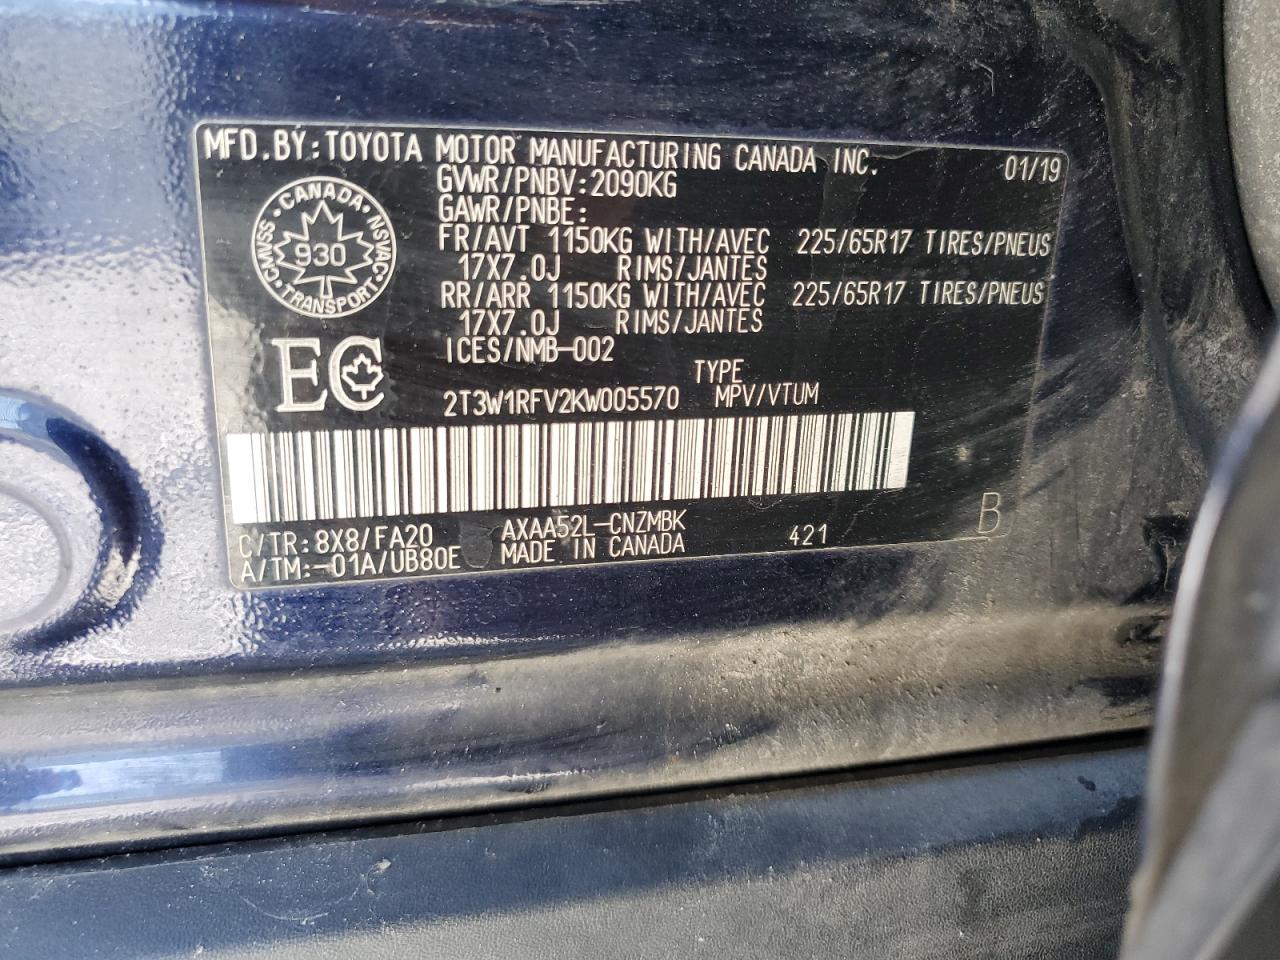 MFD.BY:TOYOTA MOTOR MANUFACTURING CANADA INC. 01/19
GVWR/PNBV:2090KG
GAWR/PNBE:
FR/AVT 1150KG WITH/AVEC 225/65R17 TIRES/PNEUS
17X7.0J RIMS/JANTES
RR/ARR 1150KG WITH/AVEC 225/65R17 TIRES/PNEUS
17X7.0J RIMS/JANTES
ICES/NMB-002
CANADA
NSVAC
TRANSPORT
CMVSS
930
EC
TYPE
2T3W1RFV2KW005570 MPV/VTUM
C/TR:8X8/FA20 AXAA52L-CNZMBK 421 B
A/TM:-01A/UB80E MADE IN CANADA